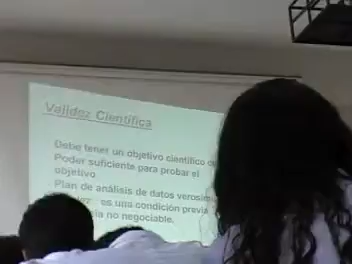 Validez Científica
Debe tener un objetivo científico
Poder suficiente para probar el
objetivo
Plan de análisis de datos
es una condición previa
no negociable.